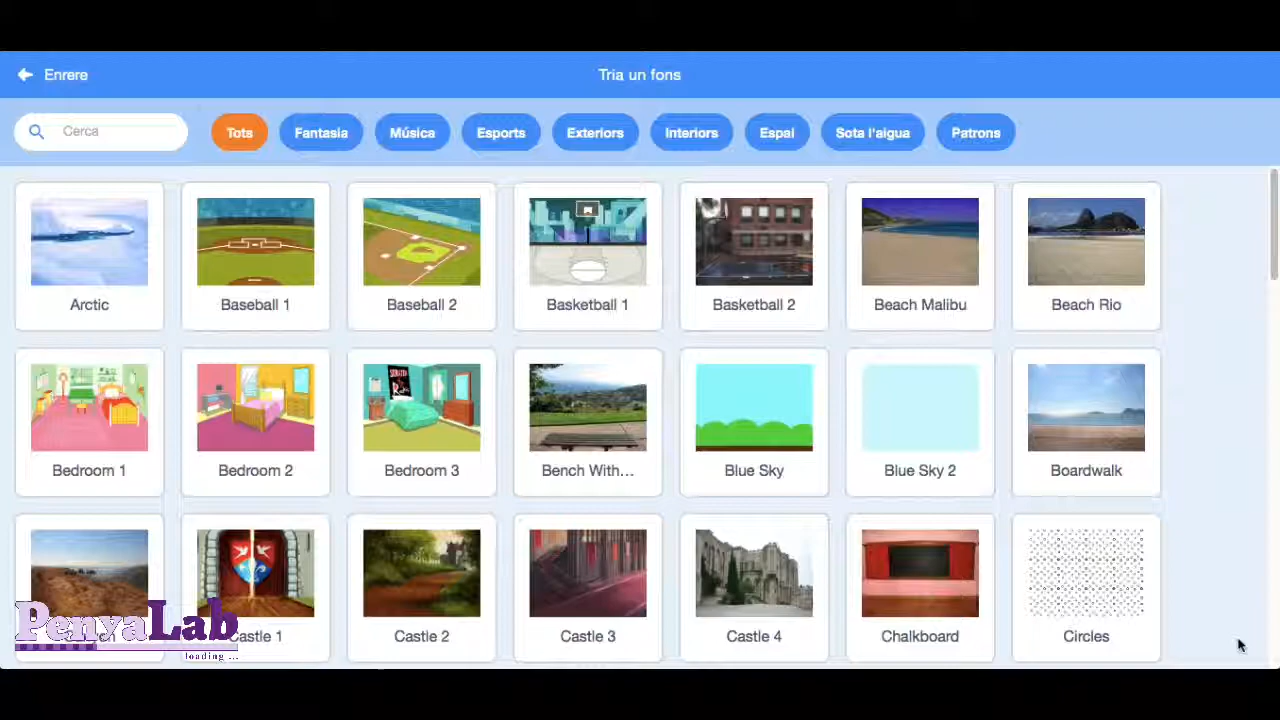 Enrere
Tria un fons
Cerca
Tots
Fantasia
Música
Esports
Exteriors
Interiors
Espai
Sota l'aigua
Patrons
Arctic
Baseball 1
Baseball 2
Basketball 1
Basketball 2
Beach Malibu
Beach Rio
Bedroom 1
Bedroom 2
Bedroom 3
Bench With...
Blue Sky
Blue Sky 2
Boardwalk
Castle 2
Castle 3
Castle 4
Chalkboard
Circles
PenyaLab
loading ...